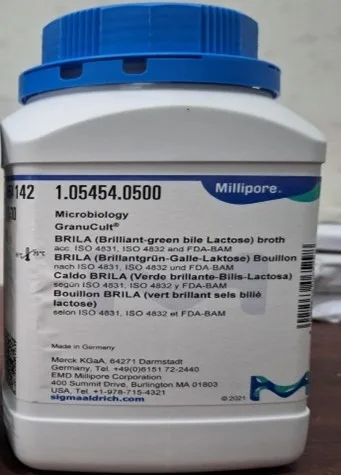 142 1.05454.0500
Millipore®
Microbiology
GranuCult®
BRILA (Brilliant-green bile Lactose) broth
acc. ISO 4831, ISO 4832 and FDA-BAM
BRILA (Brillantgrün-Galle-Laktose) Bouillon
nach ISO 4831, ISO 4832 und FDA-BAM
Caldo BRILA (Verde brillante-Bilis-Lactosa)
según ISO 4831, ISO 4832 y FDA-BAM
Bouillon BRILA (vert brillant sels bilié
lactose)
selon ISO 4831, ISO 4832 et FDA-BAM
Made in Germany
Merck KGaA, 64271 Darmstadt
Germany, Tel. +49(0)6151 72-2440
EMD Millipore Corporation
400 Summit Drive, Burlington MA 01803
USA, Tel. +1-978-715-4321
sigmaaldrich.com
© 2021